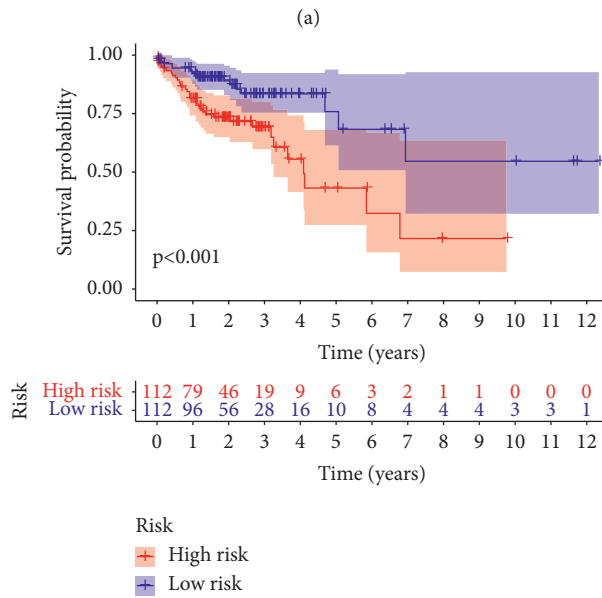 (a)
1.00
0.75
0.50
0.25
0.00
Survival probability
p<0.001
0 1 2 3 4 5 6 7 8 9 10 11 12
Time (years)
Risk
High risk 112 79 46 19 9 6 3 2 1 1 0 0 0
Low risk 112 96 56 28 16 10 8 4 4 4 3 3 1
0 1 2 3 4 5 6 7 8 9 10 11 12
Time (years)
Risk
High risk
Low risk